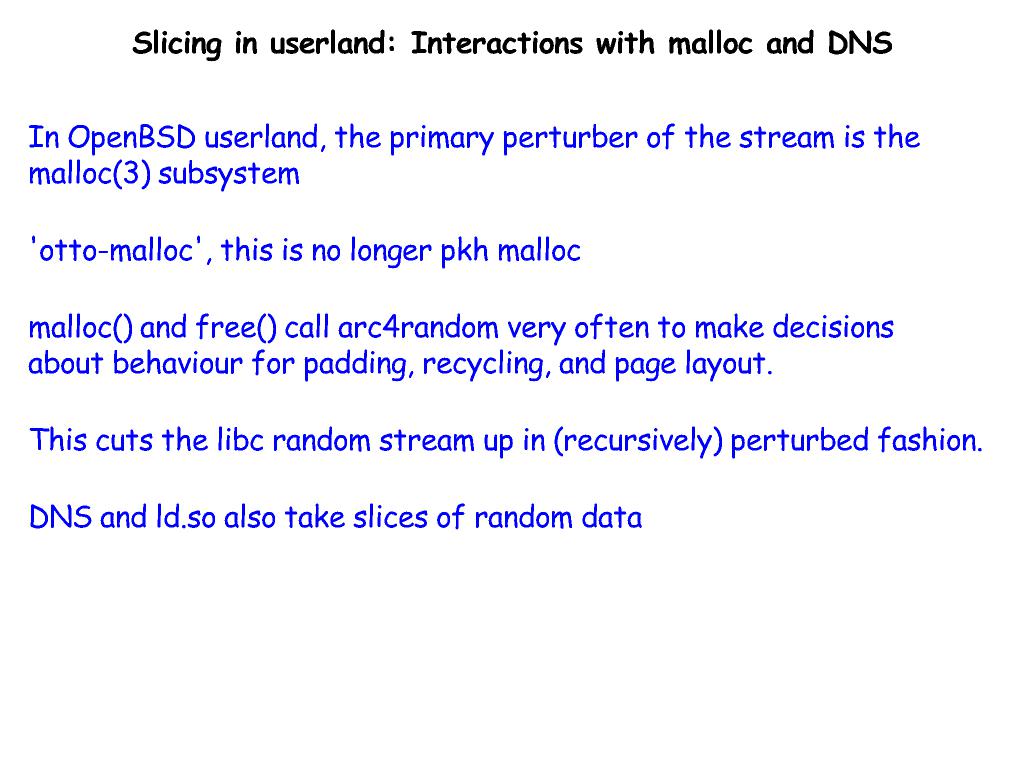 Slicing in userland: Interactions with malloc and DNS
In OpenBSD userland, the primary perturber of the stream is the
malloc(3) subsystem
'otto-malloc', this is no longer pkh malloc
malloc() and free() call arc4random very often to make decisions
about behaviour for padding, recycling, and page layout.
This cuts the libc random stream up in (recursively) perturbed fashion.
DNS and ld.so also take slices of random data